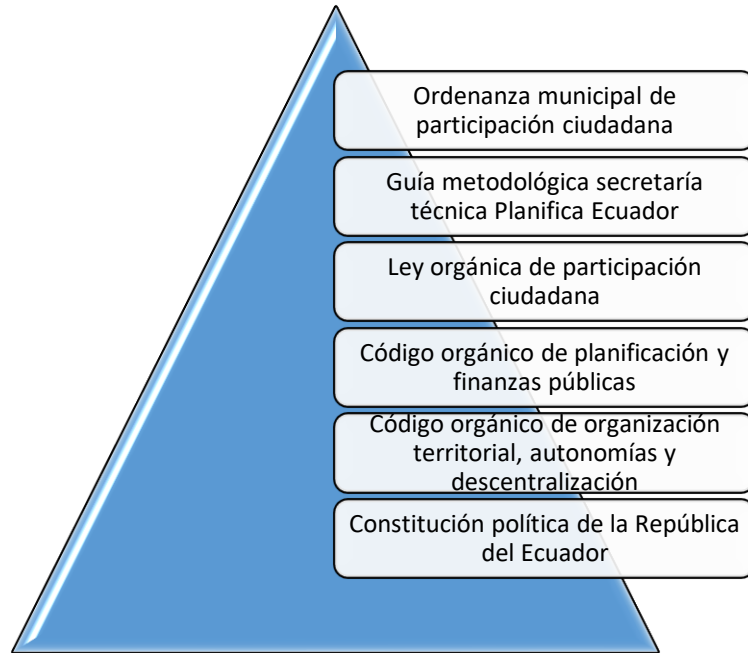 Ordenanza municipal de
participación ciudadana
Guía metodológica secretaría
técnica Planifica Ecuador
Ley orgánica de participación
ciudadana
Código orgánico de planificación y
finanzas públicas
Código orgánico de organización
territorial, autonomías y
descentralización
Constitución política de la República
del Ecuador